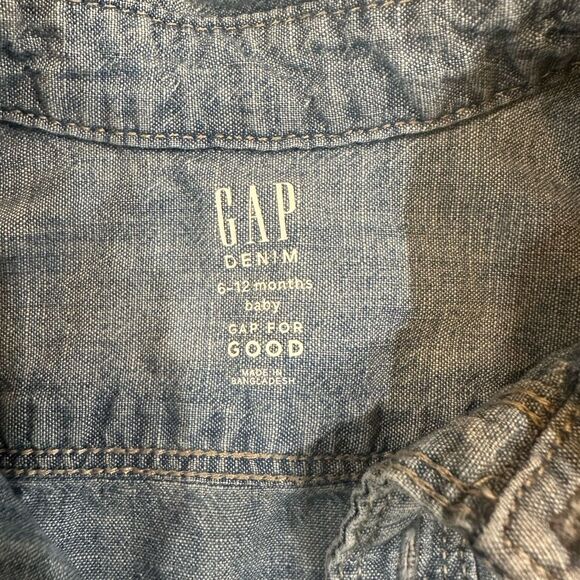 GAP
DENIM
6-12 months
baby
GAP FOR
GOOD
MADE IN
BANGLADESH